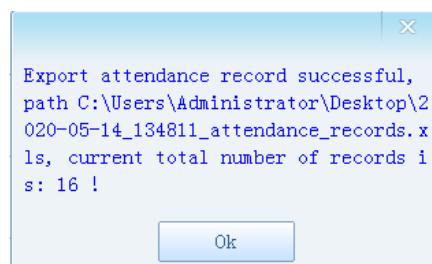 Export attendance record successful,
path C:\Users\Administrator\Desktop\2
020-05-14_134811_attendance_records.x
ls, current total number of records i
s: 16 !
Ok